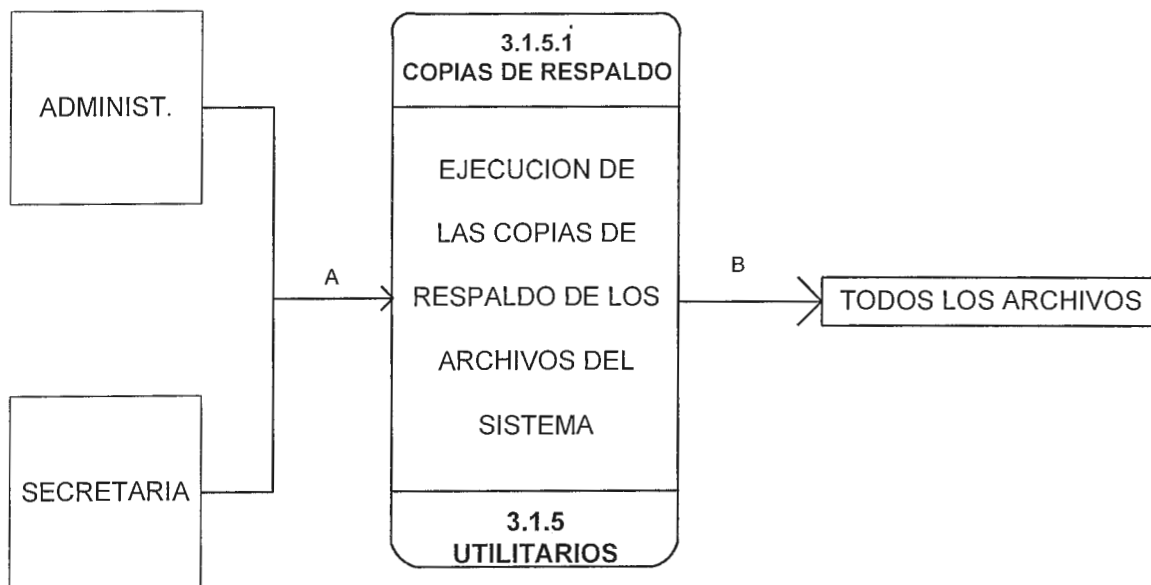 ADMINIST.
SECRETARIA
A
3.1.5.1
COPIAS DE RESPALDO
EJECUCION DE
LAS COPIAS DE
RESPALDO DE LOS
ARCHIVOS DEL
SISTEMA
3.1.5
UTILITARIOS
B
TODOS LOS ARCHIVOS